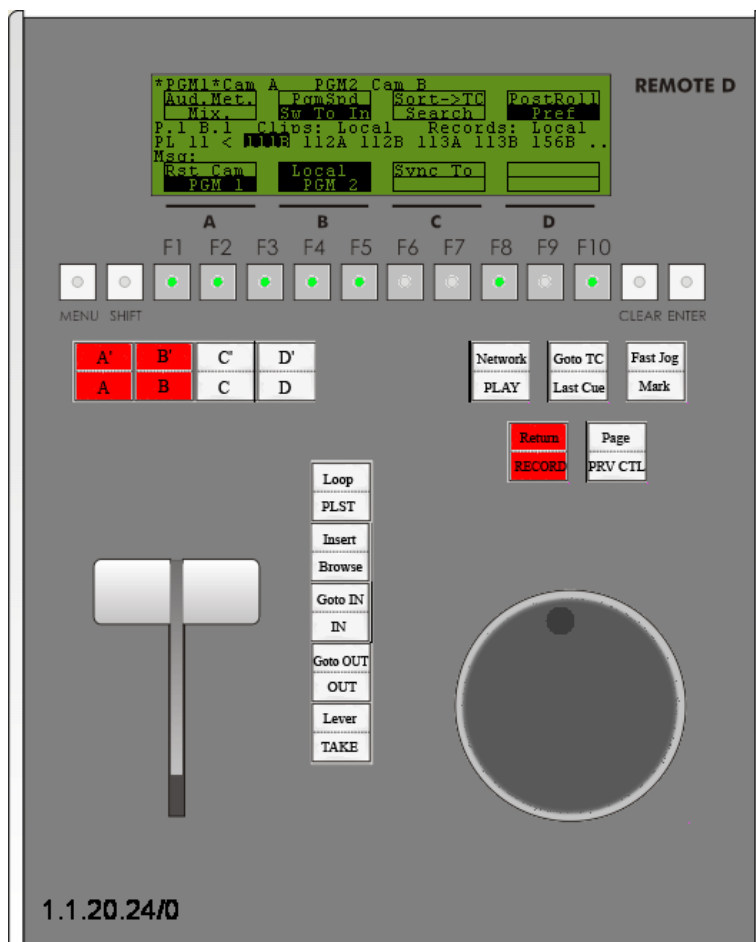 *PGM1*Cam A PGM2 Cam B
REMOTE D
Aud.Met. PgmSnd Sort->TC PostRoll
Mix. Sw To In Search Pref
P.1 B.1 Clips: Local Records: Local
PL 11 < 111B 112A 112B 113A 113B 156B ..
Msg:
Rst Cam Local Sync To
PGM 1 PGM 2
A B C D
F1 F2 F3 F4 F5 F6 F7 F8 F9 F10
MENU SHIFT CLEAR ENTER
A' B' C' D' Network Goto TC Fast Jog
A B C D PLAY Last Cue Mark
Return Page
RECORD PRV CTL
Loop
PLST
Insert
Browse
Goto IN
IN
Goto OUT
OUT
Lever
TAKE
1.1.20.24/0